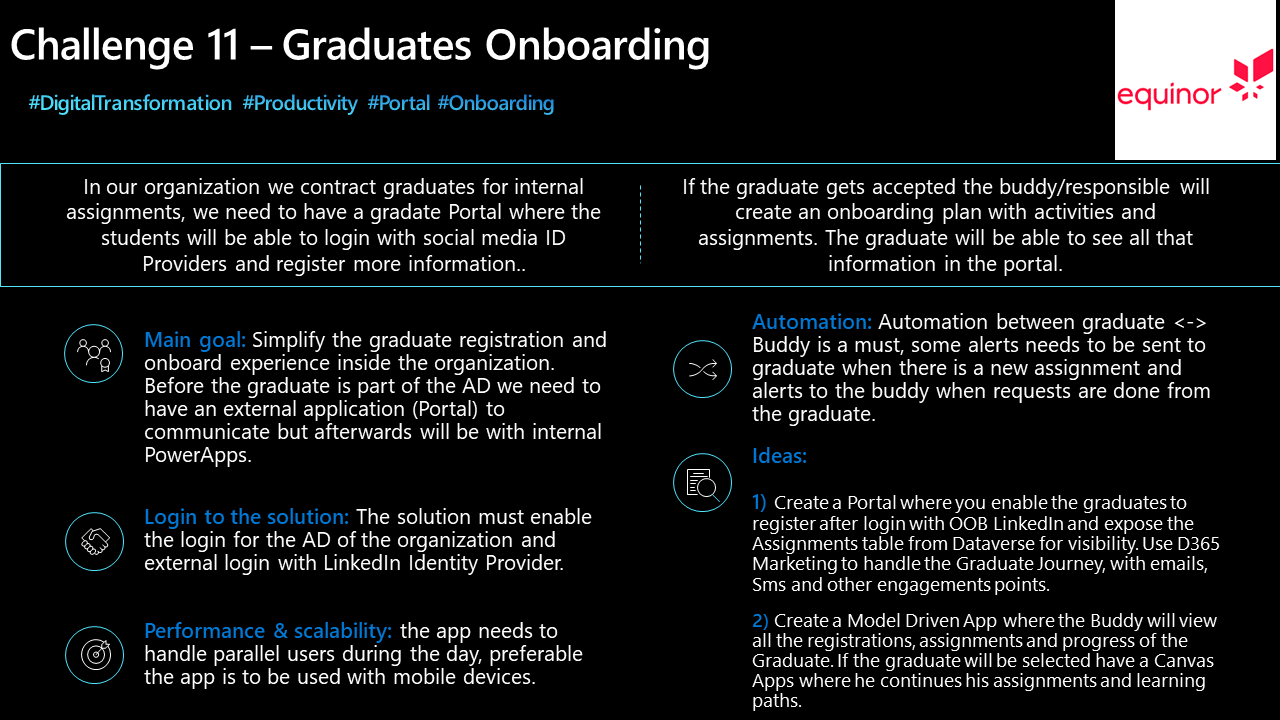 Challenge 11 – Graduates Onboarding
#DigitalTransformation #Productivity #Portal #Onboarding
equinor
In our organization we contract graduates for internal
assignments, we need to have a gradate Portal where the
students will be able to login with social media ID
Providers and register more information..
If the graduate gets accepted the buddy/responsible will
create an onboarding plan with activities and
assignments. The graduate will be able to see all that
information in the portal.
Main goal: Simplify the graduate registration and
onboard experience inside the organization.
Before the graduate is part of the AD we need to
have an external application (Portal) to
communicate but afterwards will be with internal
PowerApps.
Login to the solution: The solution must enable
the login for the AD of the organization and
external login with LinkedIn Identity Provider.
Performance & scalability: the app needs to
handle parallel users during the day, preferable
the app is to be used with mobile devices.
Automation: Automation between graduate <->
Buddy is a must, some alerts needs to be sent to
graduate when there is a new assignment and
alerts to the buddy when requests are done from
the graduate.
Ideas:
1) Create a Portal where you enable the graduates to
register after login with OOB LinkedIn and expose the
Assignments table from Dataverse for visibility. Use D365
Marketing to handle the Graduate Journey, with emails,
Sms and other engagements points.
2) Create a Model Driven App where the Buddy will view
all the registrations, assignments and progress of the
Graduate. If the graduate will be selected have a Canvas
Apps where he continues his assignments and learning
paths.